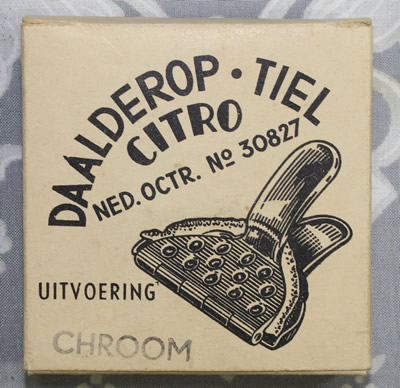 DAALDEROP · TIEL
CITRO
NED. OCTR. No 30827
UITVOERING
CHROOM